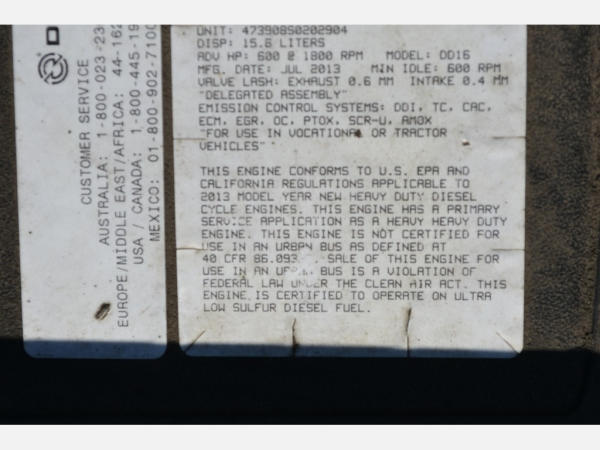 CUSTOMER SERVICE
AUSTRALIA: 1-800-023-23
EUROPE/MIDDLE EAST/AFRICA: 44-162
USA / CANADA: 1-800-445-19
MEXICO: 01-800-902-7100
UNIT: 473908S0202904
DISP: 15.6 LITERS
ADV HP: 600 @ 1800 RPM MODEL: DD16
MFG. DATE: JUL 2013 MIN IDLE: 600 RPM
VALVE LASH: EXHAUST 0.6 MM INTAKE 0.4 MM
"DELEGATED ASSEMBLY"
EMISSION CONTROL SYSTEMS: DDI, TC, CAC,
ECM, EGR, OC, PTOX, SCR-U, AMOX
"FOR USE IN VOCATIONAL OR TRACTOR
VEHICLES"
THIS ENGINE CONFORMS TO U.S. EPA AND
CALIFORNIA REGULATIONS APPLICABLE TO
2013 MODEL YEAR NEW HEAVY DUTY DIESEL
CYCLE ENGINES. THIS ENGINE HAS A PRIMARY
SERVICE APPLICATION AS A HEAVY HEAVY DUTY
ENGINE. THIS ENGINE IS NOT CERTIFIED FOR
USE IN AN URBAN BUS AS DEFINED AT
40 CFR 86.093 . SALE OF THIS ENGINE FOR
USE IN AN URBAN BUS IS A VIOLATION OF
FEDERAL LAW UNDER THE CLEAN AIR ACT. THIS
ENGINE IS CERTIFIED TO OPERATE ON ULTRA
LOW SULFUR DIESEL FUEL.